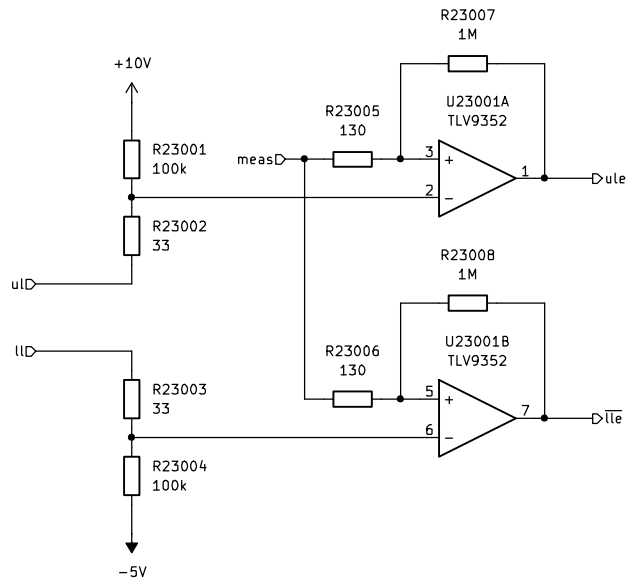 R23007
1M
+10V
R23005
130
U23001A
TLV9352
R23001
100k
meas
3
+
1
ule
2
−
R23002
33
ul
R23008
1M
ll
R23006
130
U23001B
TLV9352
R23003
33
5
+
7
lle
6
−
R23004
100k
−5V